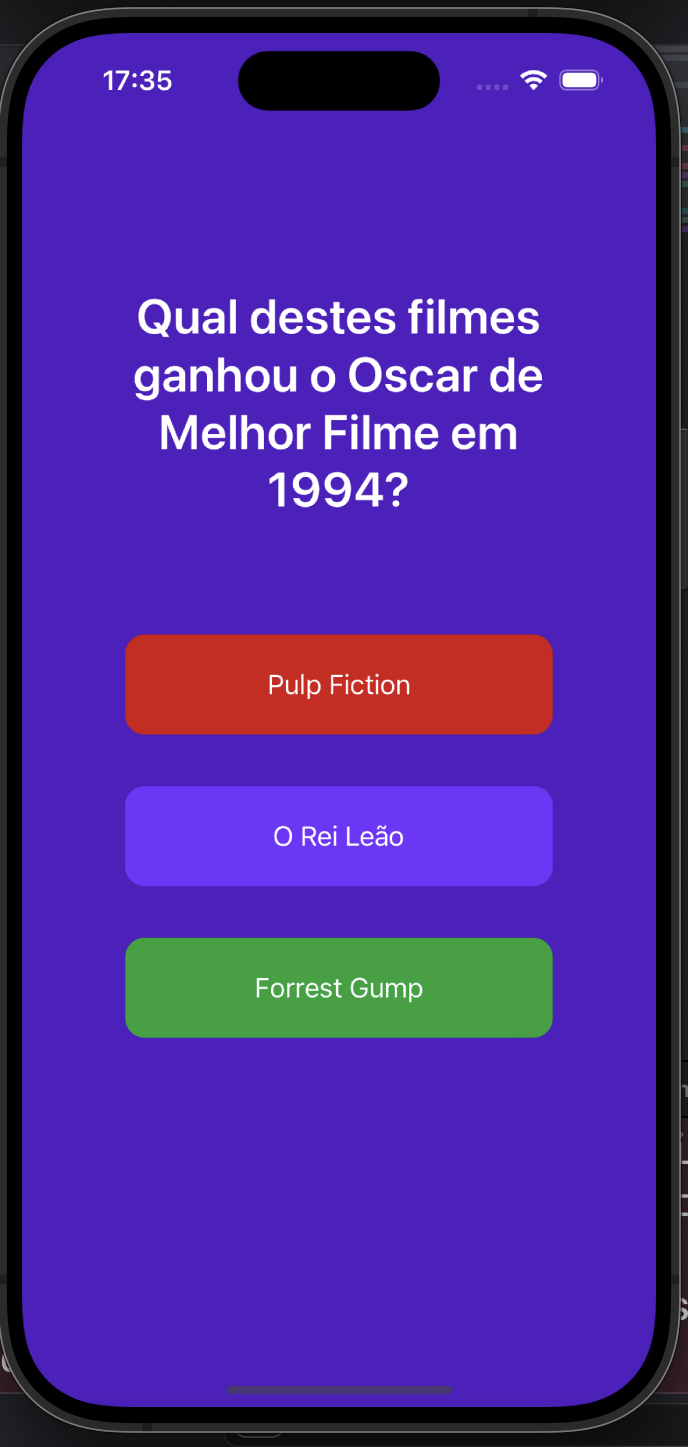 17:35
Qual destes filmes
ganhou o Oscar de
Melhor Filme em
1994?
Pulp Fiction
O Rei Leão
Forrest Gump